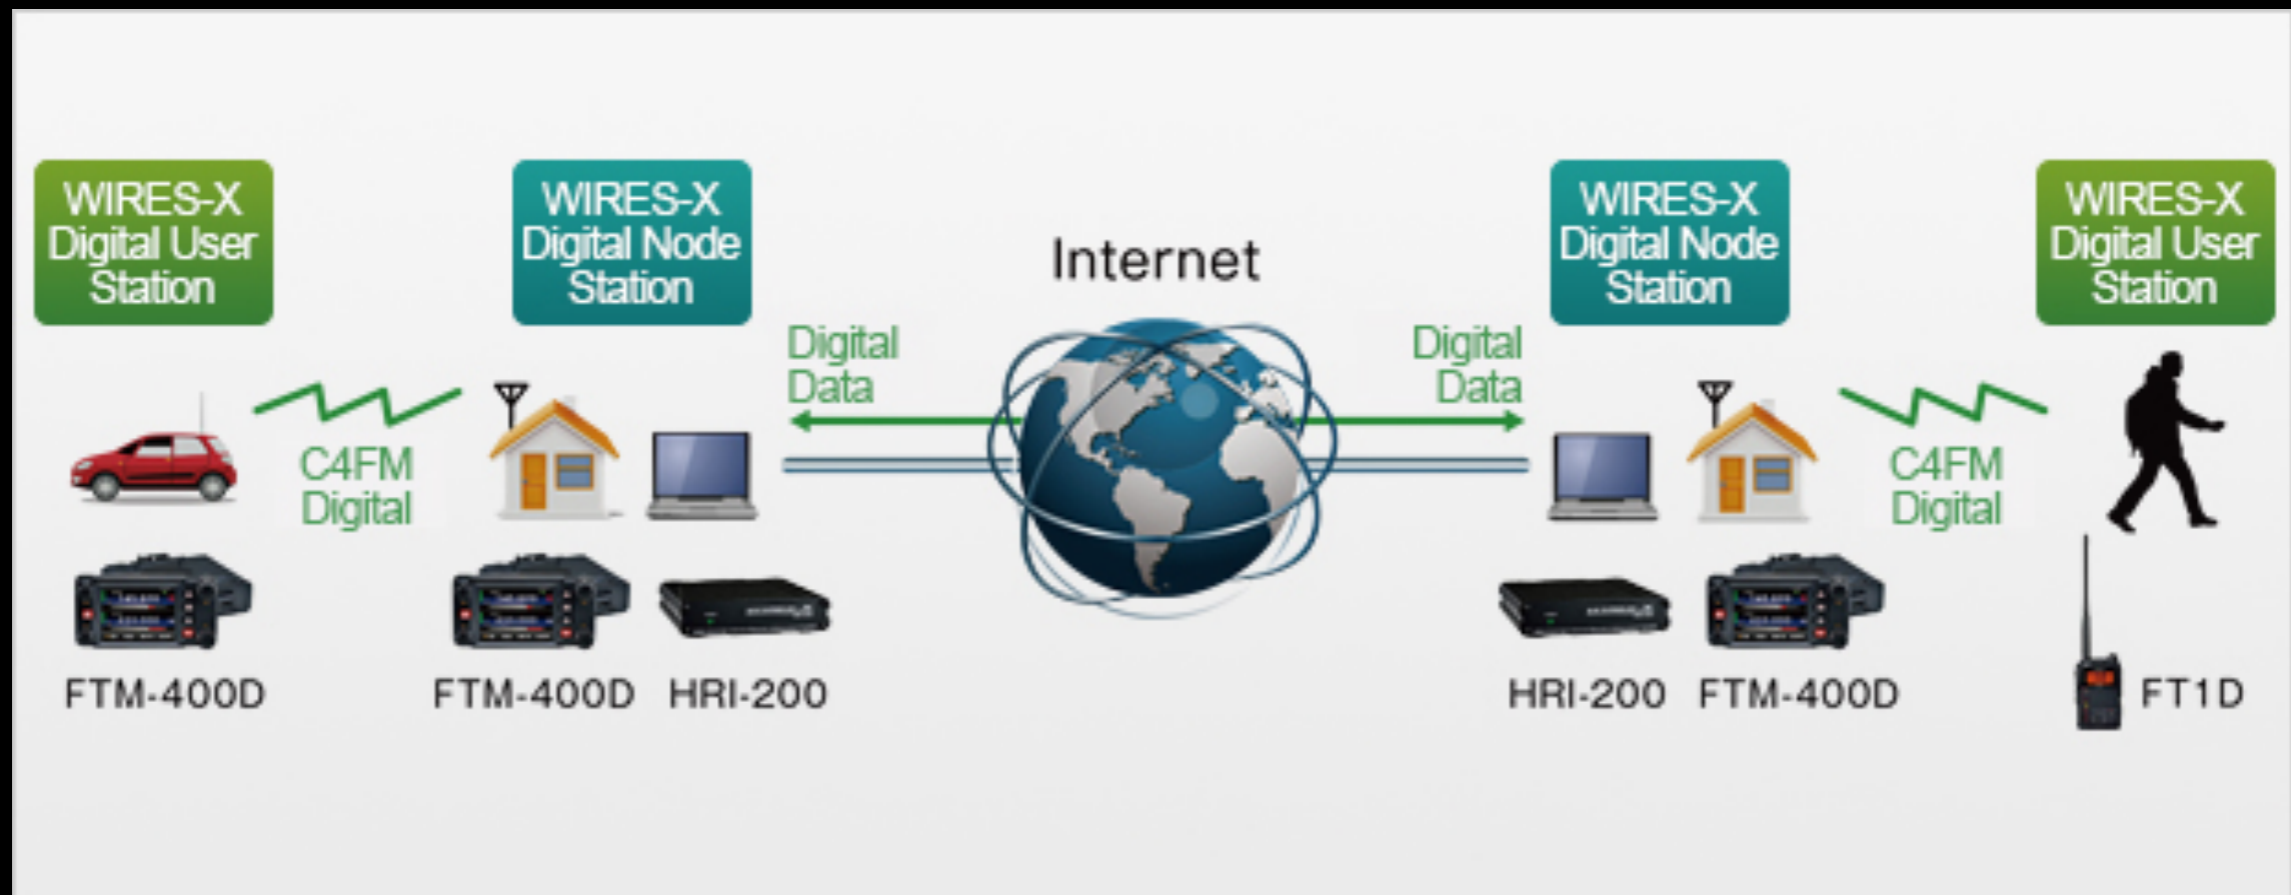 WIRES-X
Digital User
Station
WIRES-X
Digital Node
Station
Internet
WIRES-X
Digital Node
Station
WIRES-X
Digital User
Station
Digital
Data
Digital
Data
C4FM
Digital
C4FM
Digital
FTM-400D
FTM-400D
HRI-200
HRI-200
FTM-400D
FT1D